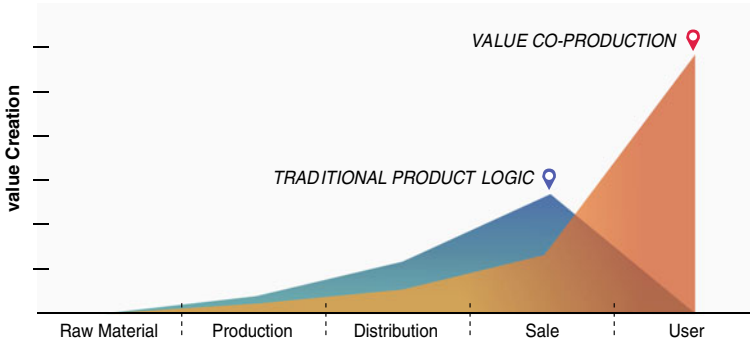 VALUE CO-PRODUCTION
TRADITIONAL PRODUCT LOGIC
value Creation
Raw Material
Production
Distribution
Sale
User